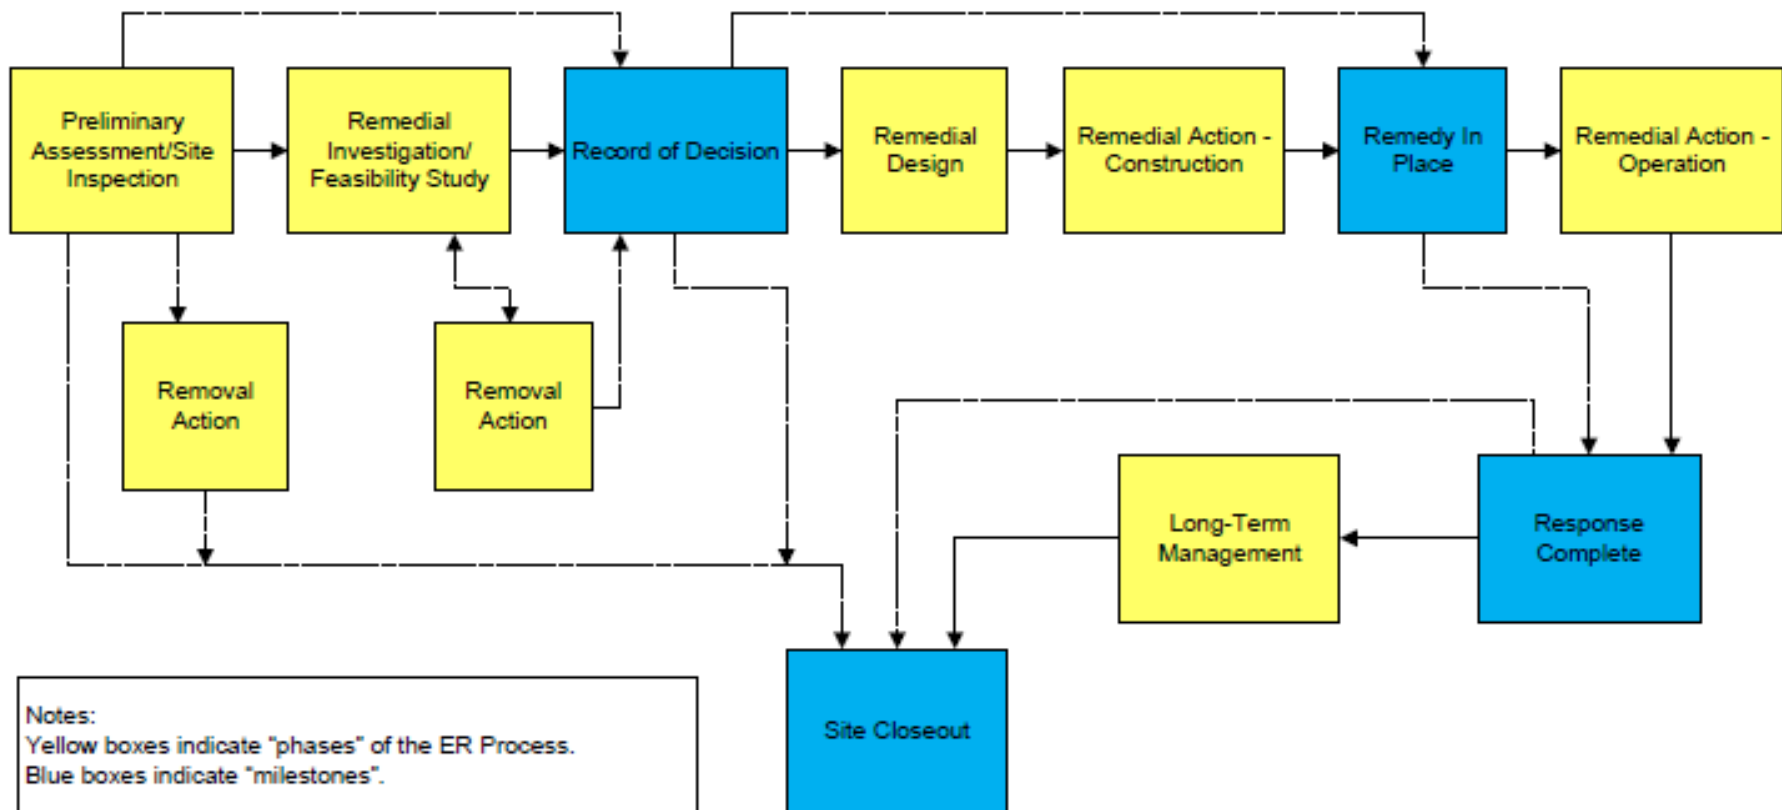 Preliminary
Assessment/Site
Inspection
Remedial
Investigation/
Feasibility Study
Record of Decision
Remedial
Design
Remedial Action -
Construction
Remedy In
Place
Remedial Action -
Operation
Removal
Action
Removal
Action
Long-Term
Management
Response
Complete
Site Closeout
Notes:
Yellow boxes indicate "phases" of the ER Process.
Blue boxes indicate "milestones".